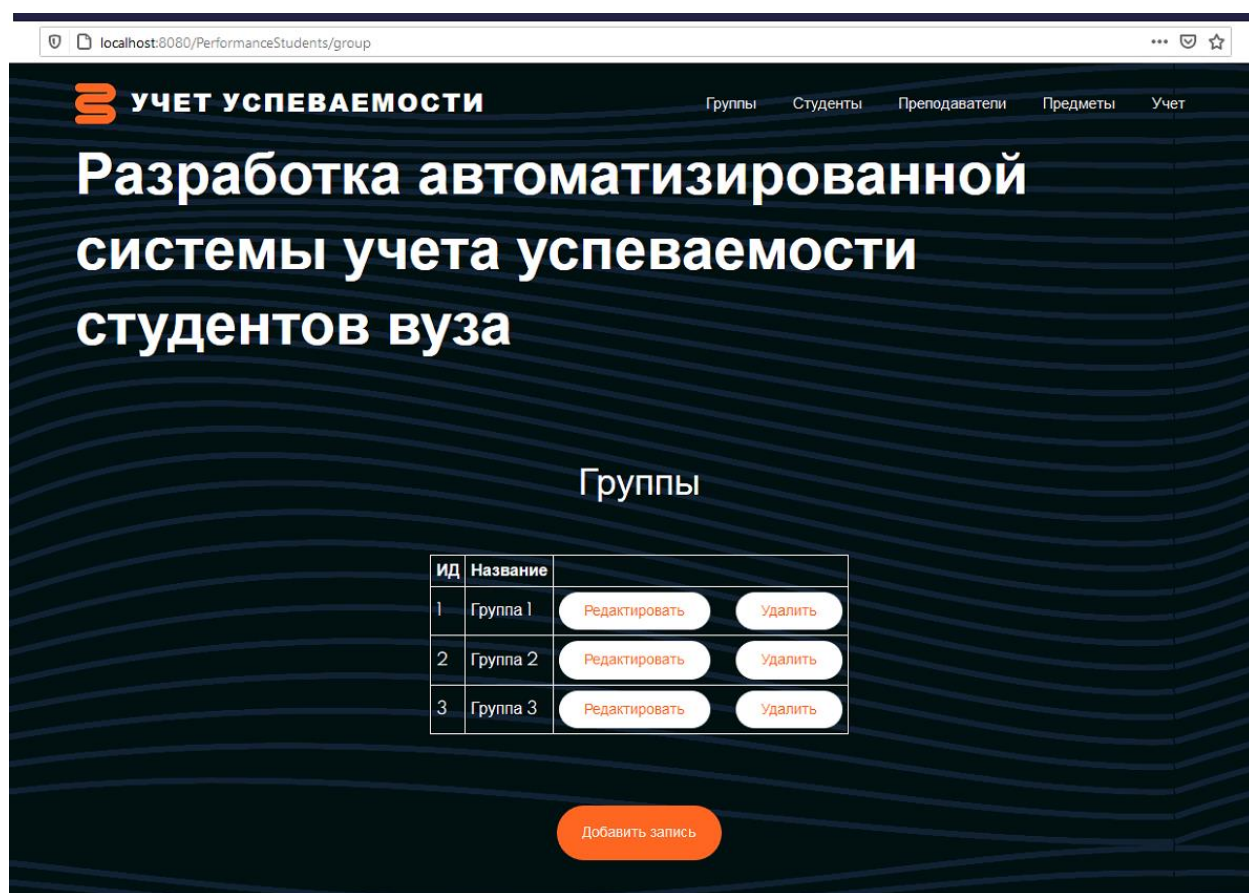 localhost:8080/PerformanceStudents/group
УЧЕТ УСПЕВАЕМОСТИ Группы Студенты Преподаватели Предметы Учет
Разработка автоматизированной
системы учета успеваемости
студентов вуза
Группы
ИД Название
1 Группа 1 Редактировать Удалить
2 Группа 2 Редактировать Удалить
3 Группа 3 Редактировать Удалить
Добавить запись